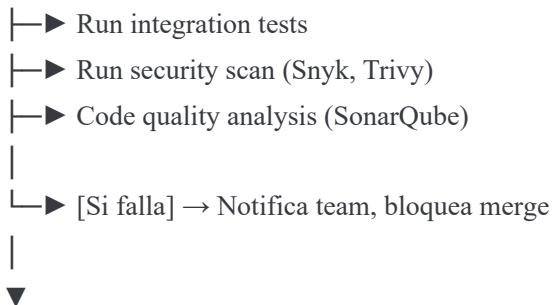 ├─► Run integration tests
├─► Run security scan (Snyk, Trivy)
├─► Code quality analysis (SonarQube)
│
└─► [Si falla] → Notifica team, bloquea merge
│
▼